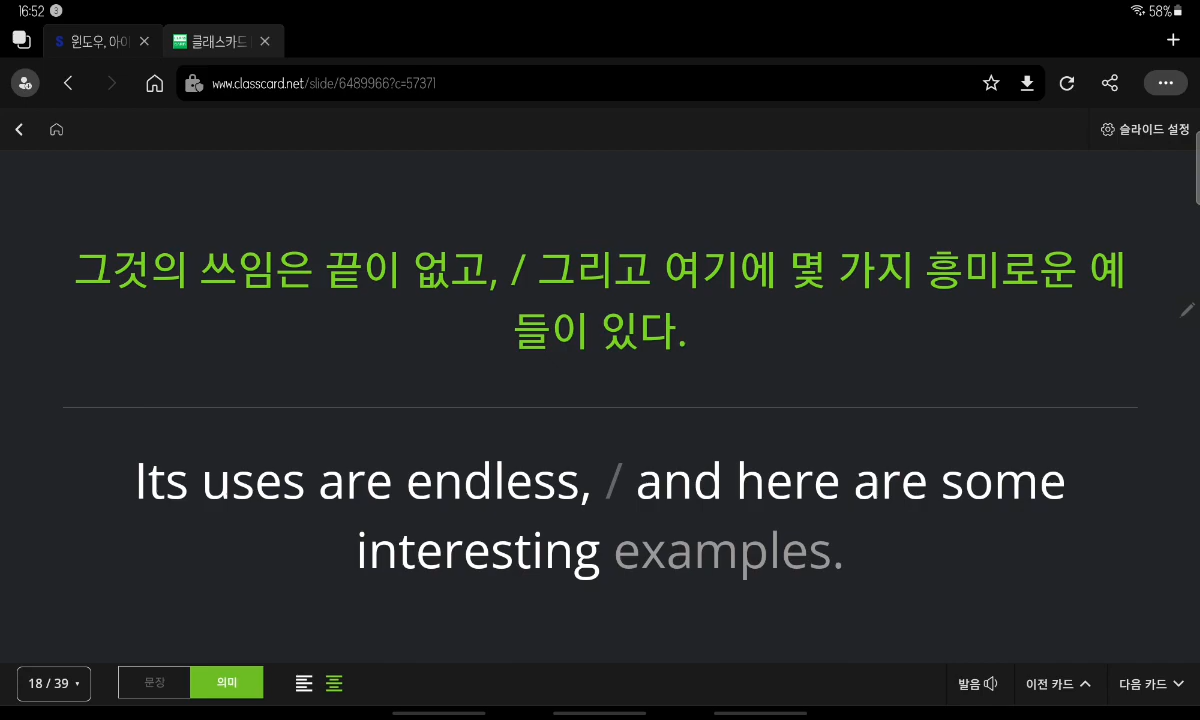 16:52 3
58%
S 윈도우, 아이
클래스카드
www.classcard.net/slide/6489966?c=57371
슬라이드 설정
그것의 쓰임은 끝이 없고, / 그리고 여기에 몇 가지 흥미로운 예
들이 있다.
Its uses are endless, / and here are some
interesting examples.
18 / 39
문장
의미
발음
이전 카드
다음 카드